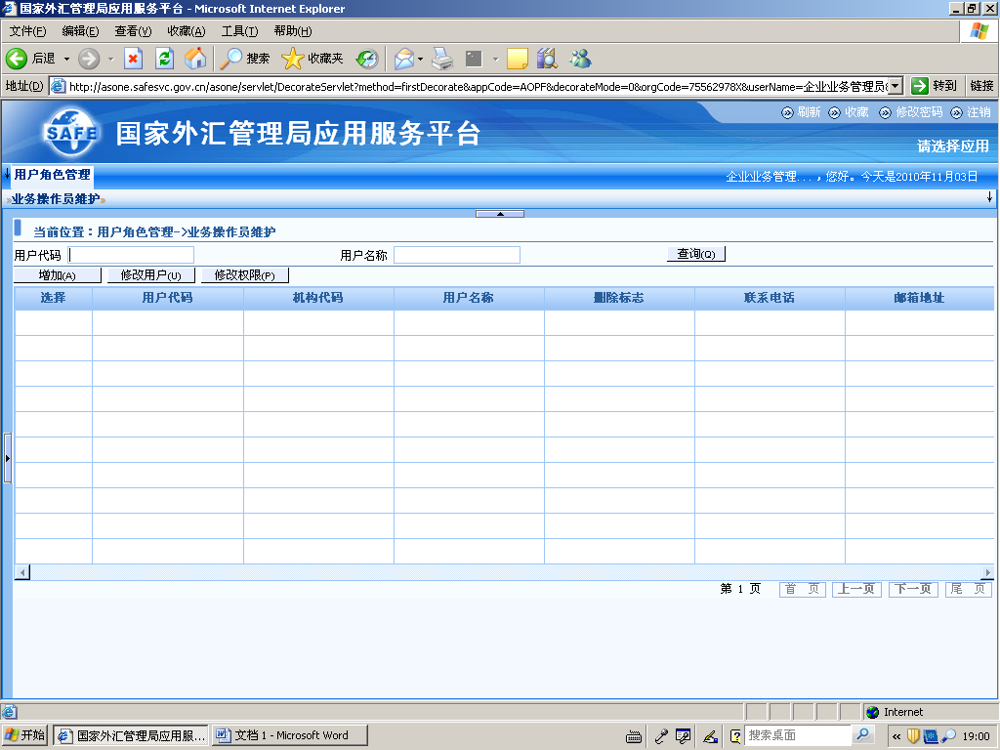 国家外汇管理局应用服务平台 - Microsoft Internet Explorer
文件(F) 编辑(E) 查看(V) 收藏(A) 工具(T) 帮助(H)
后退 搜索 收藏夹
地址(D) http://asone.safesvc.gov.cn/asone/servlet/DecorateServlet?method=firstDecorate&appCode=AOPF&decorateMode=0&orgCode=75562978X&userName=企业业务管理员& 转到 链接
刷新 收藏 修改密码 注销
SAFE 国家外汇管理局应用服务平台
请选择应用
用户角色管理 企业业务管理...，您好。今天是2010年11月03日
»业务操作员维护»
当前位置：用户角色管理->业务操作员维护
用户代码 用户名称 查询(Q)
增加(A) 修改用户(U) 修改权限(P)
选择 用户代码 机构代码 用户名称 删除标志 联系电话 邮箱地址
第 1 页 首 页 上一页 下一页 尾 页
Internet
开始 国家外汇管理局应用服... 文档 1 - Microsoft Word 搜索桌面 « 19:00